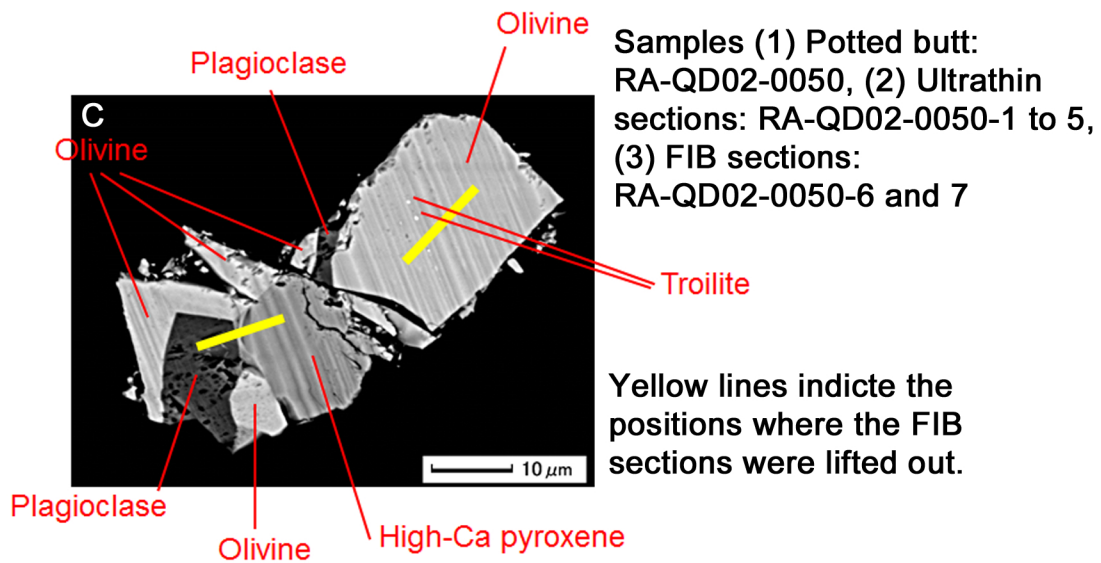 Olivine
Plagioclase
C
Olivine
Samples (1) Potted butt:
RA-QD02-0050, (2) Ultrathin
sections: RA-QD02-0050-1 to 5,
(3) FIB sections:
RA-QD02-0050-6 and 7
Troilite
Yellow lines indicte the
positions where the FIB
sections were lifted out.
10 μm
Plagioclase
Olivine
High-Ca pyroxene